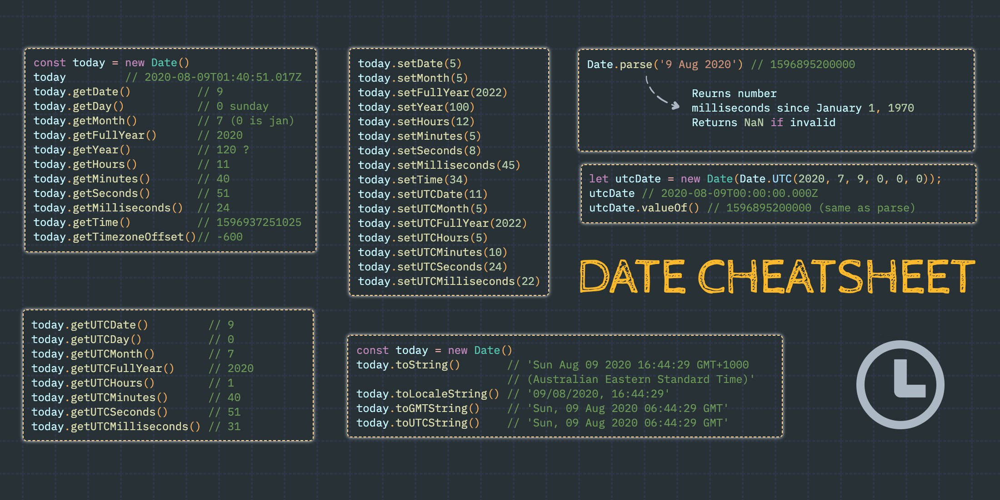 const today = new Date()
today // 2020-08-09T01:40:51.017Z
today.getDate() // 9
today.getDay() // 0 sunday
today.getMonth() // 7 (0 is jan)
today.getFullYear() // 2020
today.getYear() // 120 ?
today.getHours() // 11
today.getMinutes() // 40
today.getSeconds() // 51
today.getMilliseconds() // 24
today.getTime() // 1596937251025
today.getTimezoneOffset()// -600
today.getUTCDate() // 9
today.getUTCDay() // 0
today.getUTCMonth() // 7
today.getUTCFullYear() // 2020
today.getUTCHours() // 1
today.getUTCMinutes() // 40
today.getUTCSeconds() // 51
today.getUTCMilliseconds() // 31
today.setDate(5)
today.setMonth(5)
today.setFullYear(2022)
today.setYear(100)
today.setHours(12)
today.setMinutes(5)
today.setSeconds(8)
today.setMilliseconds(45)
today.setTime(34)
today.setUTCDate(11)
today.setUTCMonth(5)
today.setUTCFullYear(2022)
today.setUTCHours(5)
today.setUTCMinutes(10)
today.setUTCSeconds(24)
today.setUTCMilliseconds(22)
const today = new Date()
today.toString() // 'Sun Aug 09 2020 16:44:29 GMT+1000
// (Australian Eastern Standard Time)'
today.toLocaleString() // '09/08/2020, 16:44:29'
today.toGMTString() // 'Sun, 09 Aug 2020 06:44:29 GMT'
today.toUTCString() // 'Sun, 09 Aug 2020 06:44:29 GMT'
Date.parse('9 Aug 2020') // 1596895200000
Reurns number
milliseconds since January 1, 1970
Returns NaN if invalid
let utcDate = new Date(Date.UTC(2020, 7, 9, 0, 0, 0));
utcDate // 2020-08-09T00:00:00.000Z
utcDate.valueOf() // 1596895200000 (same as parse)
DATE CHEATSHEET